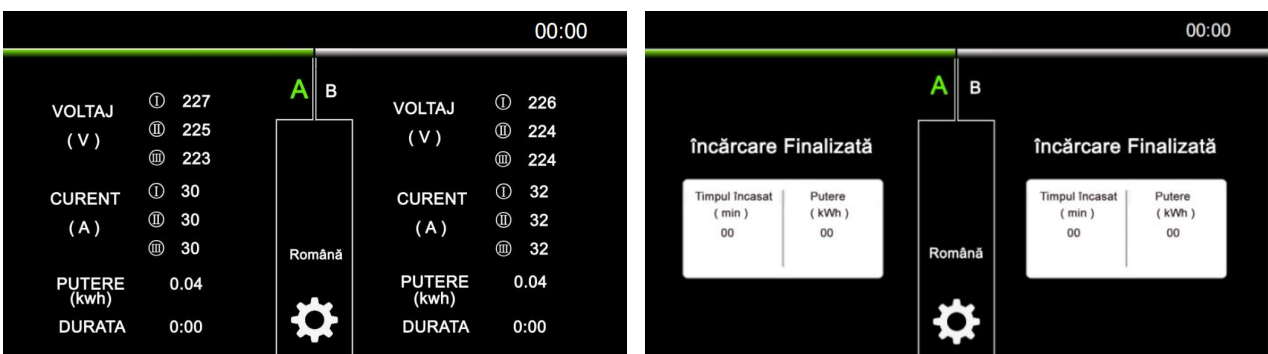 00:00
A B
VOLTAJ
( V )
Ⓘ 227
Ⅱ 225
Ⅲ 223
CURENT
( A )
Ⓘ 30
Ⅱ 30
Ⅲ 30
PUTERE
(kwh)
0.04
DURATA 0:00
Română
VOLTAJ
( V )
Ⓘ 226
Ⅱ 224
Ⅲ 224
CURENT
( A )
Ⓘ 32
Ⅱ 32
Ⅲ 32
PUTERE
(kwh)
0.04
DURATA 0:00
00:00
A B
încărcare Finalizată
Timpul încasat
( min )
00
Putere
( kWh )
00
Română
încărcare Finalizată
Timpul încasat
( min )
00
Putere
( kWh )
00